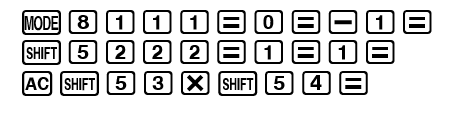 MODE 8 1 1 1 = 0 = − 1 =
SHIFT 5 2 2 2 = 1 = 1 =
AC SHIFT 5 3 × SHIFT 5 4 =